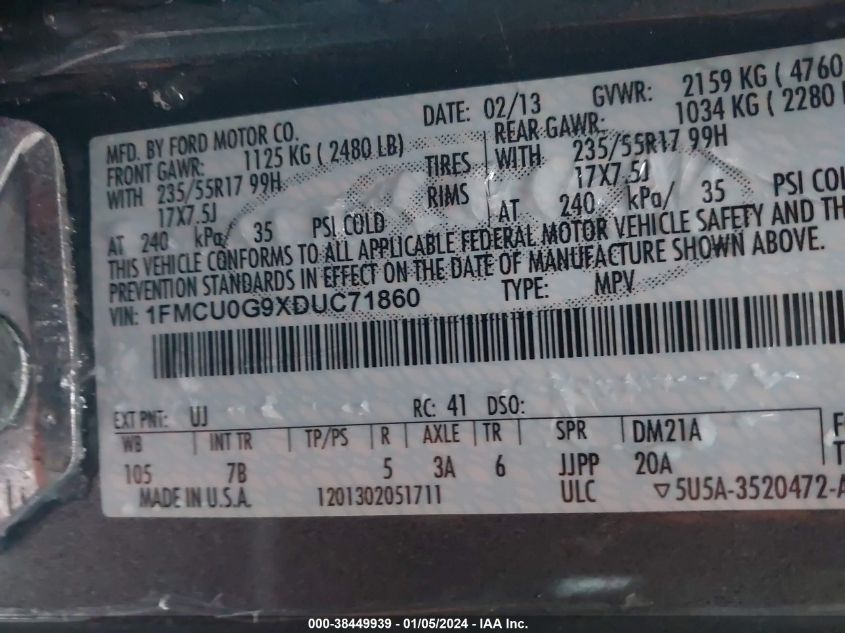 MFD. BY FORD MOTOR CO. DATE: 02/13 GVWR: 2159 KG ( 4760
FRONT GAWR: 1125 KG ( 2480 LB) REAR GAWR: 1034 KG ( 2280
WITH 235/55R17 99H TIRES WITH 235/55R17 99H
17X7.5J RIMS 17X7.5J
AT 240 kPa/ 35 PSI COLD AT 240 kPa/ 35 PSI COL
THIS VEHICLE CONFORMS TO ALL APPLICABLE FEDERAL MOTOR VEHICLE SAFETY AND TH
PREVENTION STANDARDS IN EFFECT ON THE DATE OF MANUFACTURE SHOWN ABOVE.
VIN: 1FMCU0G9XDUC71860 TYPE: MPV
EXT PNT: UJ RC: 41 DSO:
WB INT TR TP/PS R AXLE TR SPR DM21A
105 7B 5 3A 6 JJPP 20A
MADE IN U.S.A. 1201302051711 ULC 5U5A-3520472-A
000-38449939 - 01/05/2024 - IAA Inc.